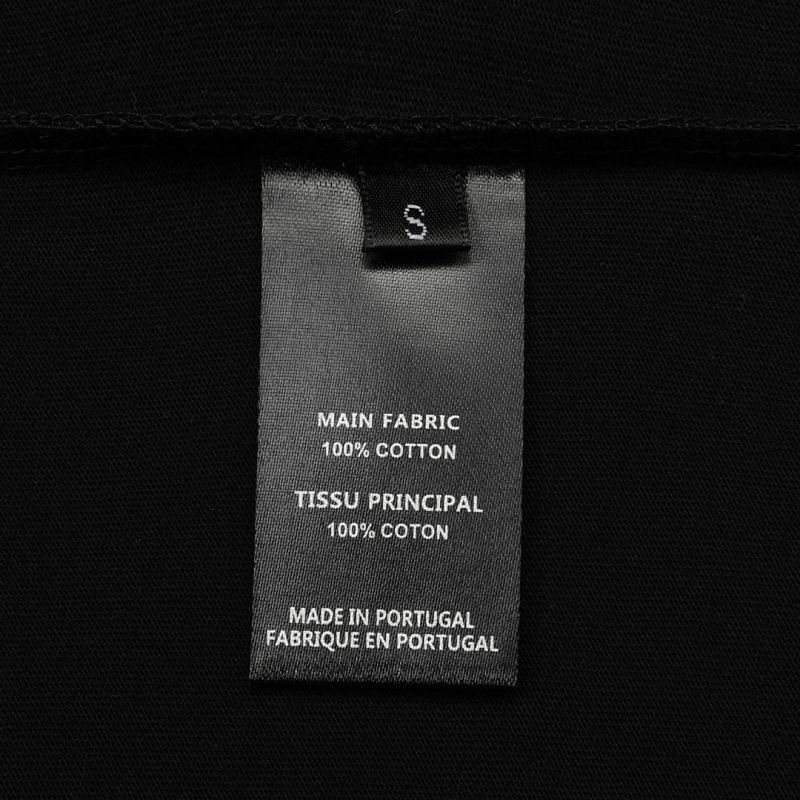 S
MAIN FABRIC
100% COTTON
TISSU PRINCIPAL
100% COTON
MADE IN PORTUGAL
FABRIQUE EN PORTUGAL